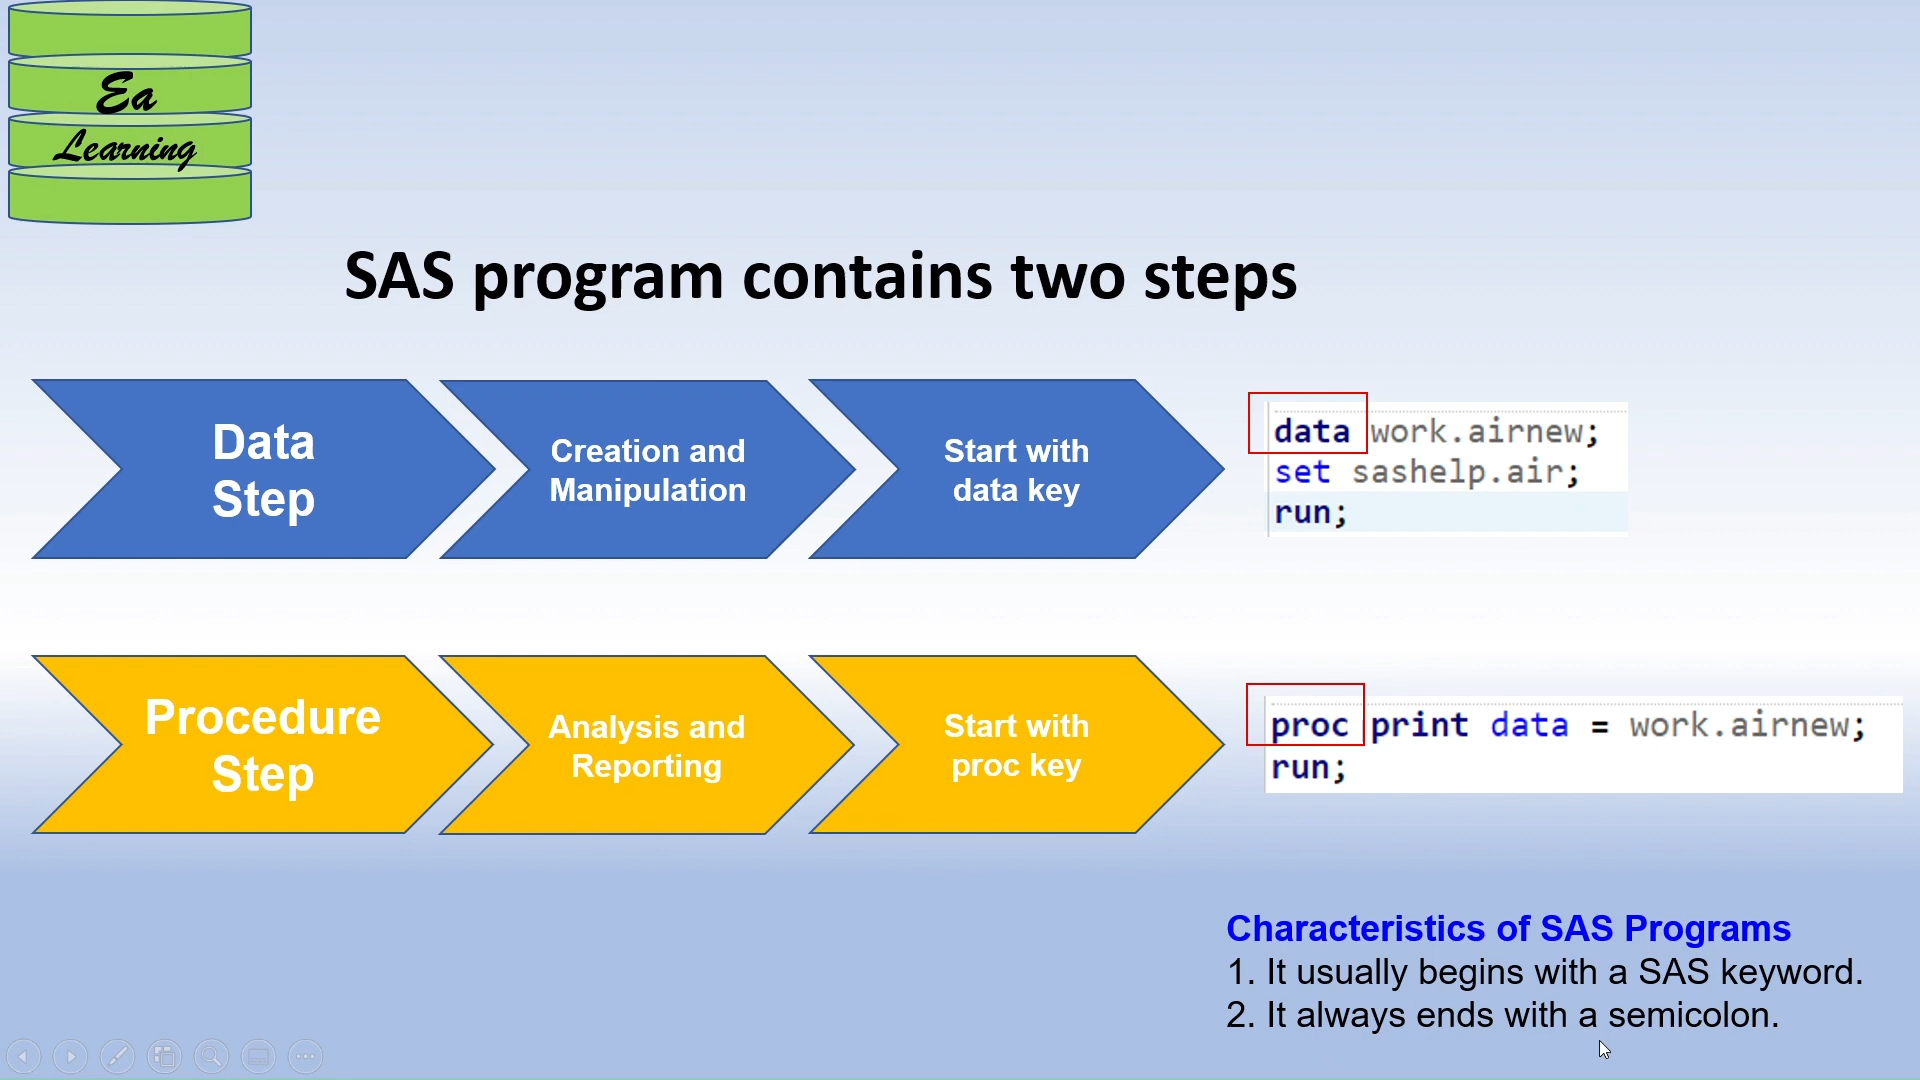 Ea
Learning
SAS program contains two steps
Data
Step
Creation and
Manipulation
Start with
data key
data work.airnew;
set sashelp.air;
run;
Procedure
Step
Analysis and
Reporting
Start with
proc key
proc print data = work.airnew;
run;
Characteristics of SAS Programs
1. It usually begins with a SAS keyword.
2. It always ends with a semicolon.